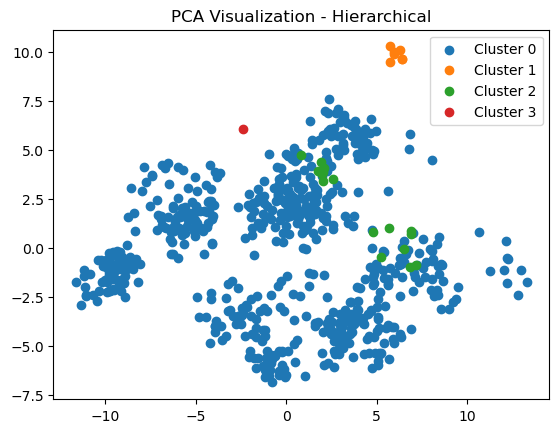 PCA Visualization - Hierarchical
10.0
7.5
5.0
2.5
0.0
−2.5
−5.0
−7.5
−10
−5
0
5
10
Cluster 0
Cluster 1
Cluster 2
Cluster 3